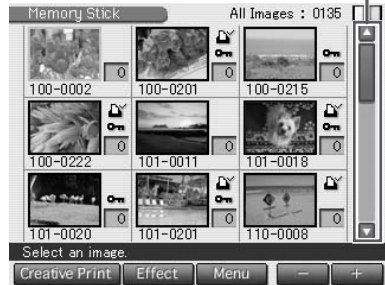 Memory Stick All Images : 0135
0 0 0
100-0002 100-0201 100-0215
0 0 0
100-0222 101-0011 101-0018
0 0 0
101-0020 101-0201 110-0008
Select an image.
Creative Print Effect Menu − +